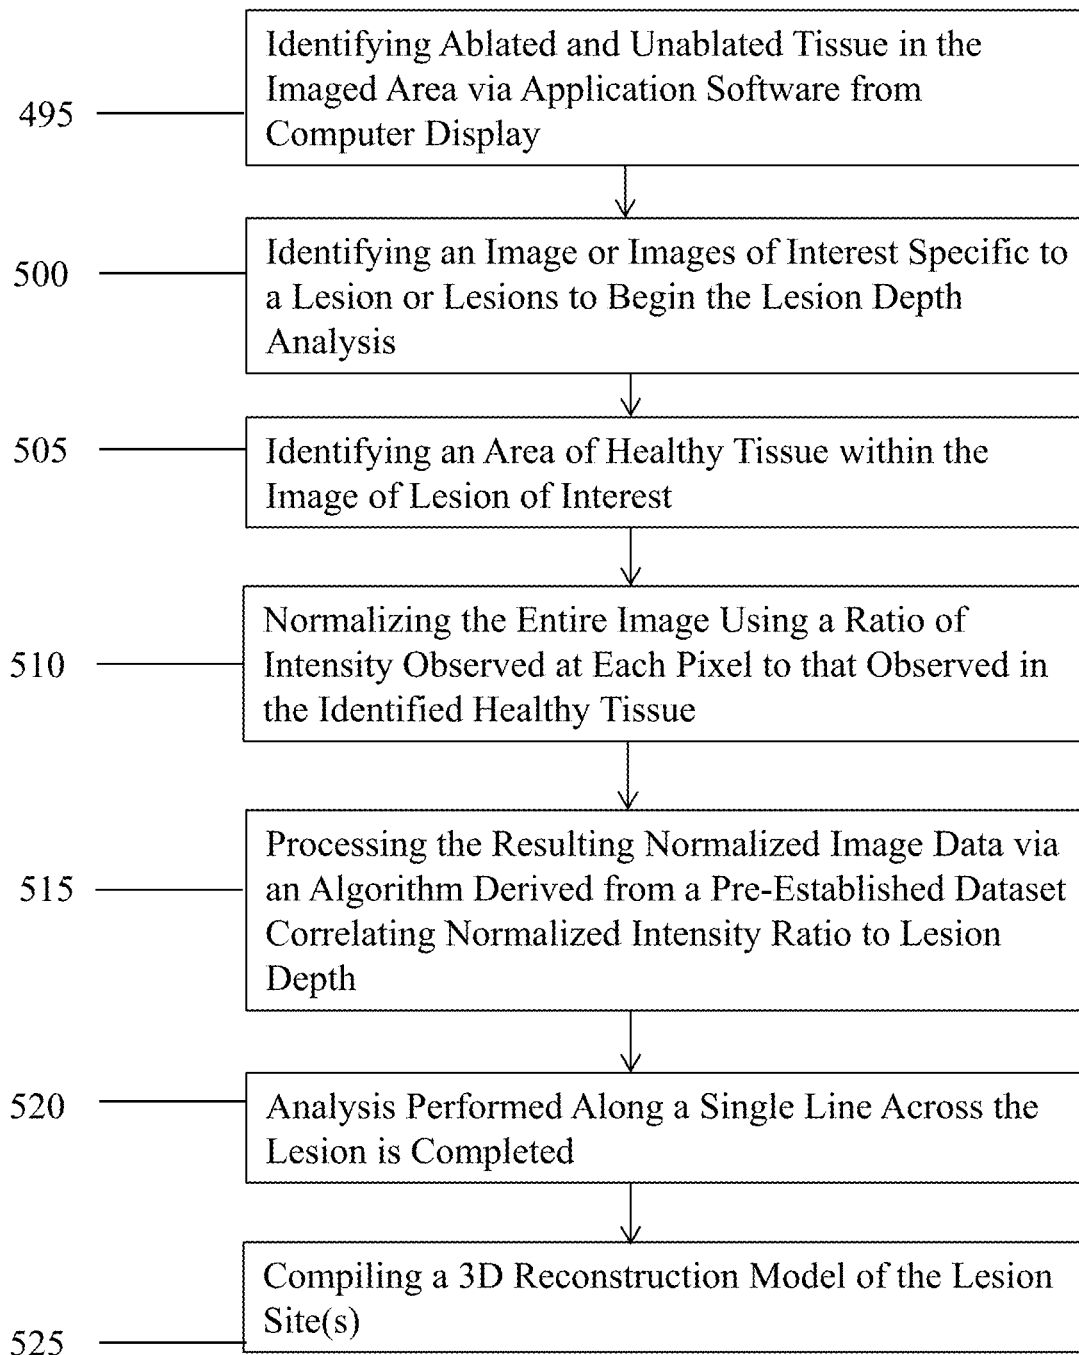 Identifying Ablated and Unablated Tissue in the
Imaged Area via Application Software from
Computer Display
495
Identifying an Image or Images of Interest Specific to
a Lesion or Lesions to Begin the Lesion Depth
Analysis
500
Identifying an Area of Healthy Tissue within the
Image of Lesion of Interest
505
Normalizing the Entire Image Using a Ratio of
Intensity Observed at Each Pixel to that Observed in
the Identified Healthy Tissue
510
Processing the Resulting Normalized Image Data via
an Algorithm Derived from a Pre-Established Dataset
Correlating Normalized Intensity Ratio to Lesion
Depth
515
Analysis Performed Along a Single Line Across the
Lesion is Completed
520
Compiling a 3D Reconstruction Model of the Lesion
Site(s)
525